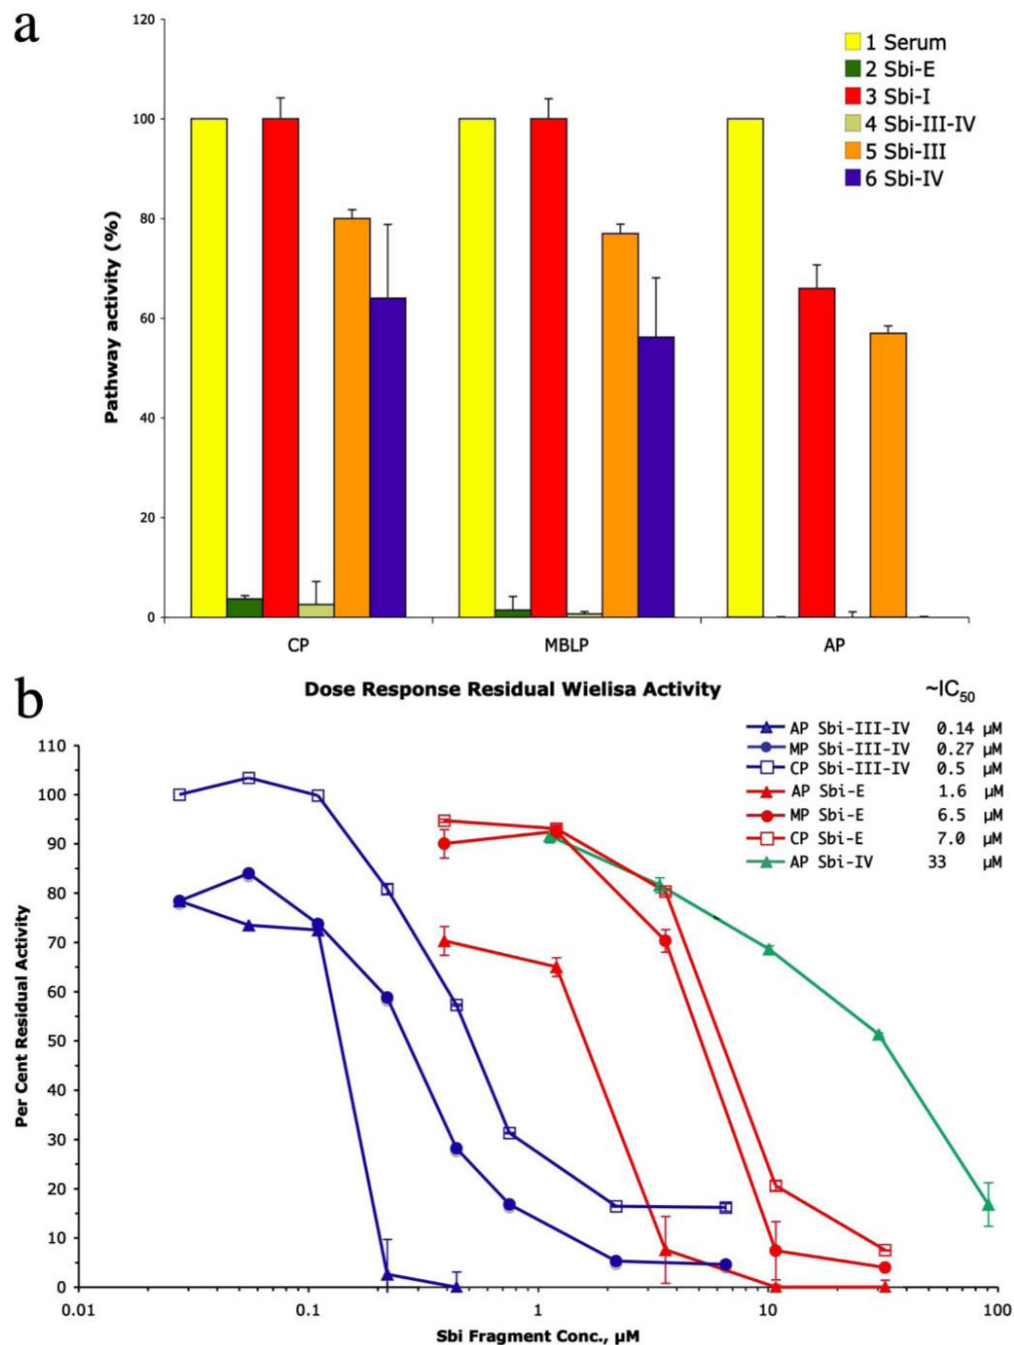 a
120
100
80
60
40
20
0
Pathway activity (%)
1 Serum
2 Sbi-E
3 Sbi-I
4 Sbi-III-IV
5 Sbi-III
6 Sbi-IV
CP MBLP AP
b
Dose Response Residual Wielisa Activity ~IC50
AP Sbi-III-IV 0.14 μM
MP Sbi-III-IV 0.27 μM
CP Sbi-III-IV 0.5 μM
AP Sbi-E 1.6 μM
MP Sbi-E 6.5 μM
CP Sbi-E 7.0 μM
AP Sbi-IV 33 μM
110
100
90
80
70
60
50
40
30
20
10
0
Per Cent Residual Activity
0.01 0.1 1 10 100
Sbi Fragment Conc., μM